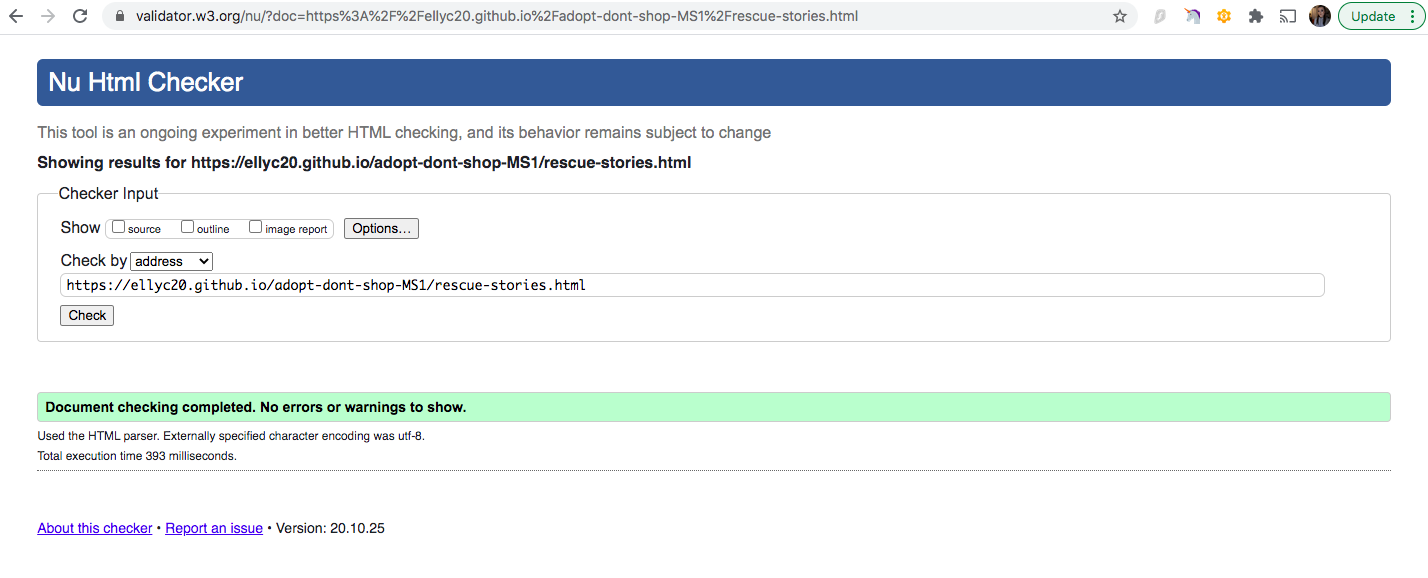 validator.w3.org/nu/?doc=https%3A%2F%2Fellyc20.github.io%2Fadopt-dont-shop-MS1%2Frescue-stories.html
Update
Nu Html Checker
This tool is an ongoing experiment in better HTML checking, and its behavior remains subject to change
Showing results for https://ellyc20.github.io/adopt-dont-shop-MS1/rescue-stories.html
Checker Input
Show source outline image report Options...
Check by address
https://ellyc20.github.io/adopt-dont-shop-MS1/rescue-stories.html
Check
Document checking completed. No errors or warnings to show.
Used the HTML parser. Externally specified character encoding was utf-8.
Total execution time 393 milliseconds.
About this checker • Report an issue • Version: 20.10.25